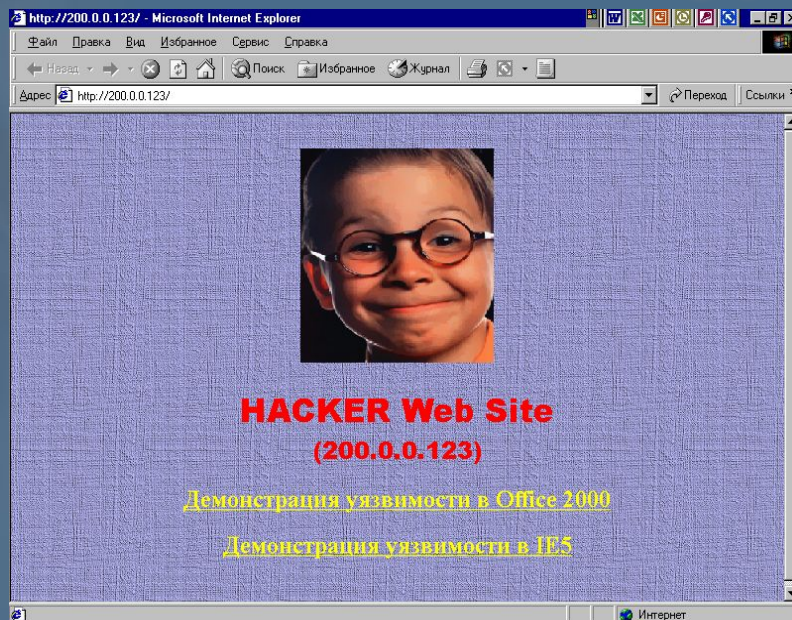 http://200.0.0.123/ - Microsoft Internet Explorer
Файл Правка Вид Избранное Сервис Справка
Назад Поиск Избранное Журнал
Адрес http://200.0.0.123/ Переход Ссылки
HACKER Web Site
(200.0.0.123)
Демонстрация уязвимости в Office 2000
Демонстрация уязвимости в IE5
Интернет